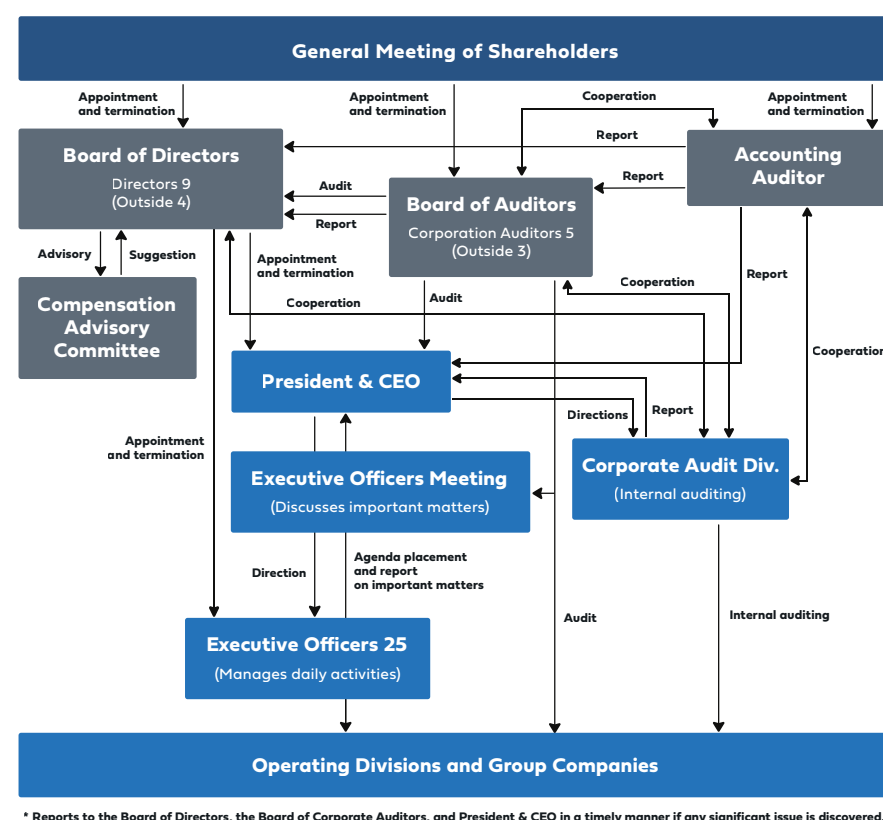 General Meeting of Shareholders
Appointment
and termination
Appointment
and termination
Cooperation
Appointment
and termination
Board of Directors
Directors 9
(Outside 4)
Report
Accounting
Auditor
Audit
Report
Report
Board of Auditors
Corporation Auditors 5
(Outside 3)
Advisory
Suggestion
Appointment
and termination
Cooperation
Audit
Cooperation
Report
Compensation
Advisory
Committee
Cooperation
President & CEO
Directions
Report
Appointment
and termination
Executive Officers Meeting
(Discusses important matters)
Corporate Audit Div.
(Internal auditing)
Direction
Agenda placement
and report
on important matters
Audit
Internal auditing
Executive Officers 25
(Manages daily activities)
Operating Divisions and Group Companies
* Reports to the Board of Directors, the Board of Corporate Auditors, and President & CEO in a timely manner if any significant issue is discovered.